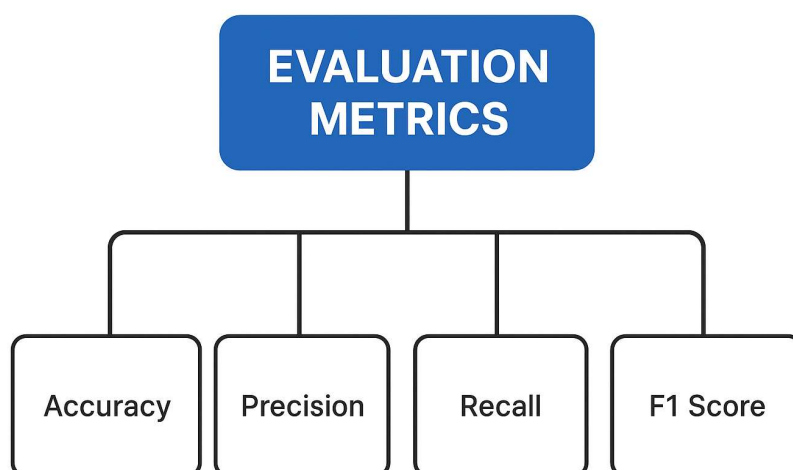 EVALUATION
METRICS
Accuracy
Precision
Recall
F1 Score